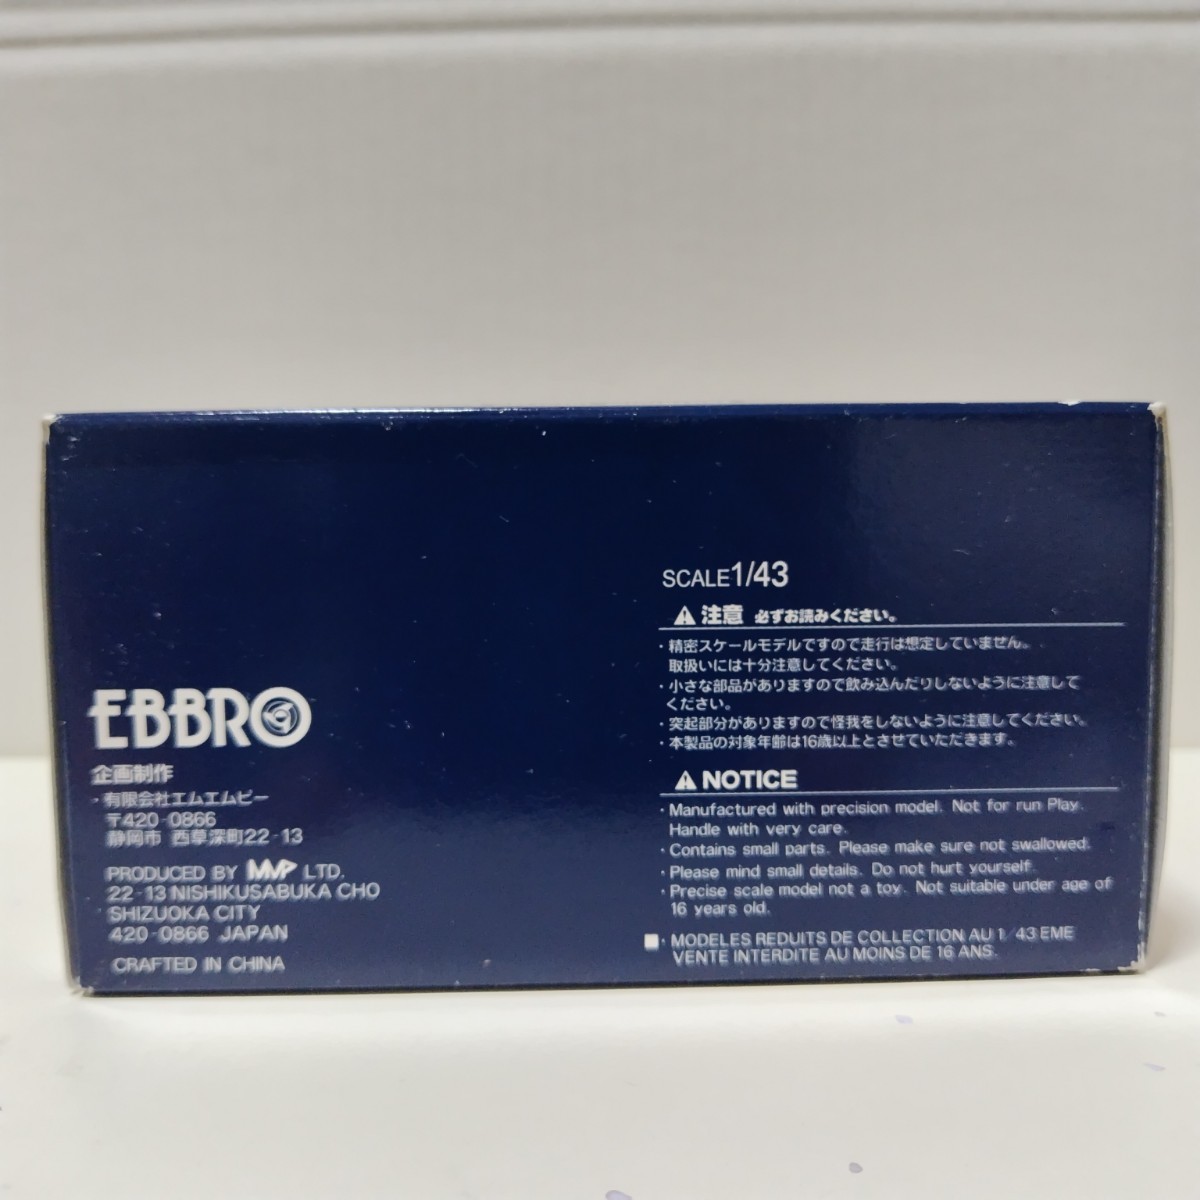 EBBRO
企画制作
・有限会社エムエムピー
〒420-0866
静岡市 西草深町22-13
PRODUCED BY MMP LTD.
22-13 NISHIKUSABUKA CHO
SHIZUOKA CITY
420-0866 JAPAN
CRAFTED IN CHINA
SCALE1/43
注意 必ずお読みください。
・精密スケールモデルですので走行は想定していません。
取扱いには十分注意してください。
・小さな部品がありますので飲み込んだりしないように注意して
ください。
・突起部分がありますので怪我をしないように注意してください。
・本製品の対象年齢は16歳以上とさせていただきます。
NOTICE
・Manufactured with precision model. Not for run Play.
Handle with very care.
・Contains small parts. Please make sure not swallowed.
・Please mind small details. Do not hurt yourself.
・Precise scale model not a toy. Not suitable under age of
16 years old.
■・MODELES REDUITS DE COLLECTION AU 1/43 EME
VENTE INTERDITE AU MOINS DE 16 ANS.